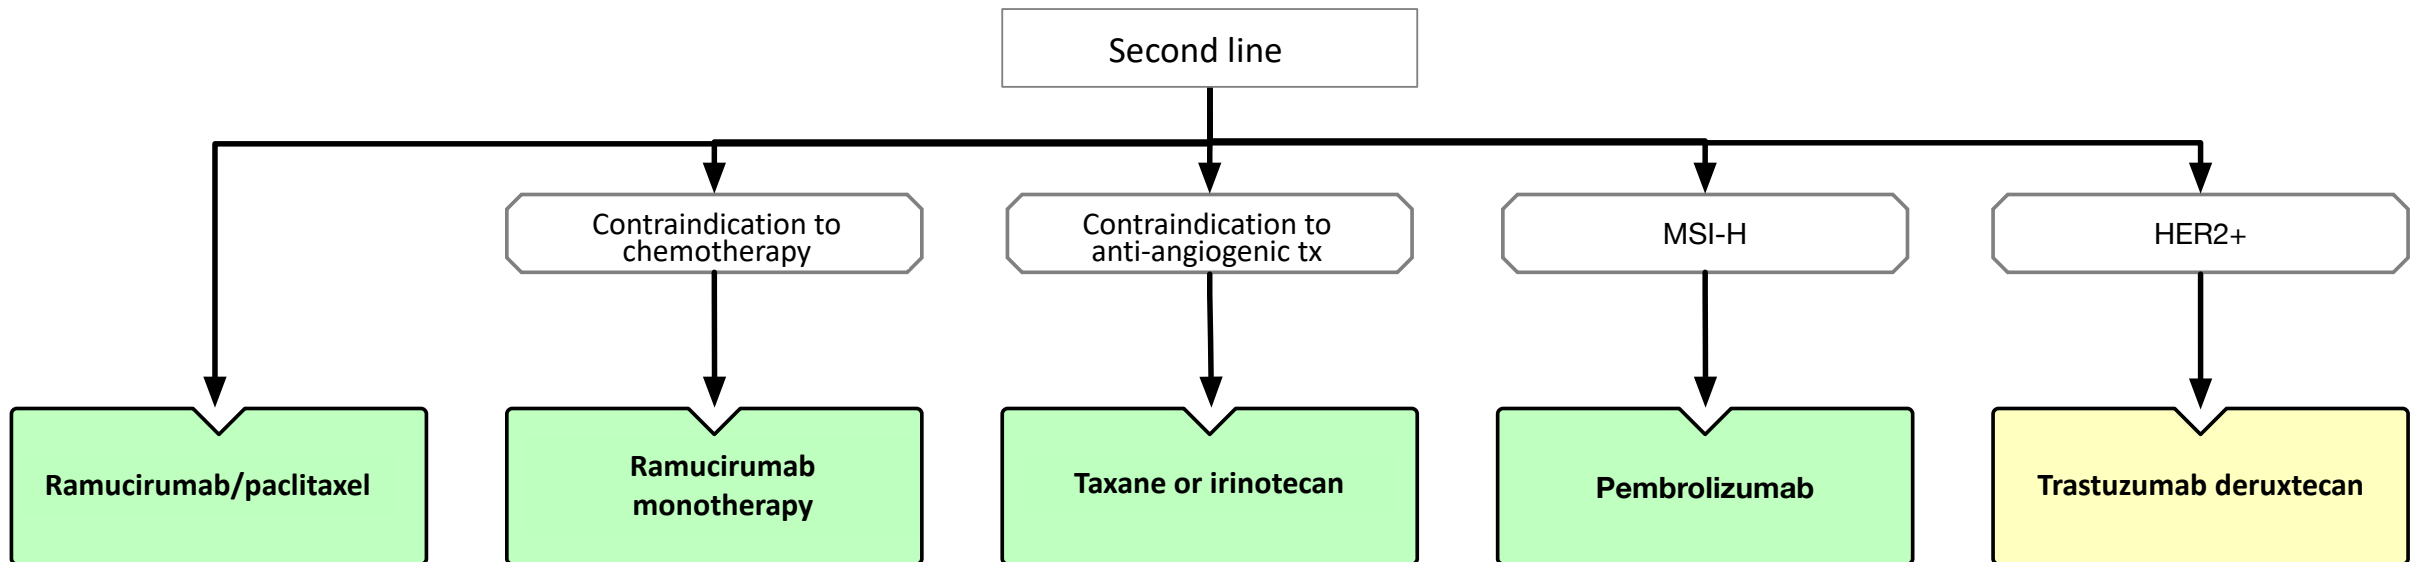 Second line
Contraindication to
chemotherapy
Contraindication to
anti-angiogenic tx
MSI-H
HER2+
Ramucirumab/paclitaxel
Ramucirumab
monotherapy
Taxane or irinotecan
Pembrolizumab
Trastuzumab deruxtecan